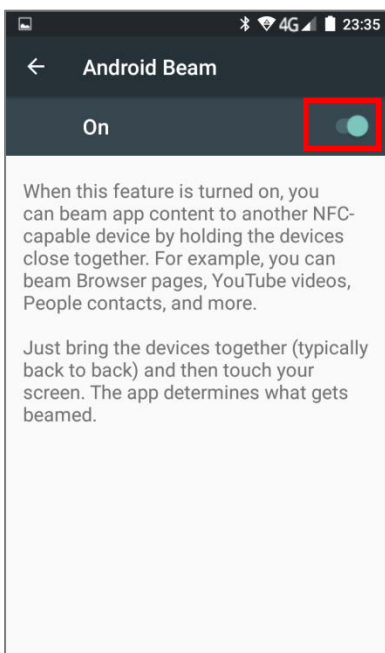 4G 23:35
Android Beam
On
When this feature is turned on, you
can beam app content to another NFC-
capable device by holding the devices
close together. For example, you can
beam Browser pages, YouTube videos,
People contacts, and more.
Just bring the devices together (typically
back to back) and then touch your
screen. The app determines what gets
beamed.